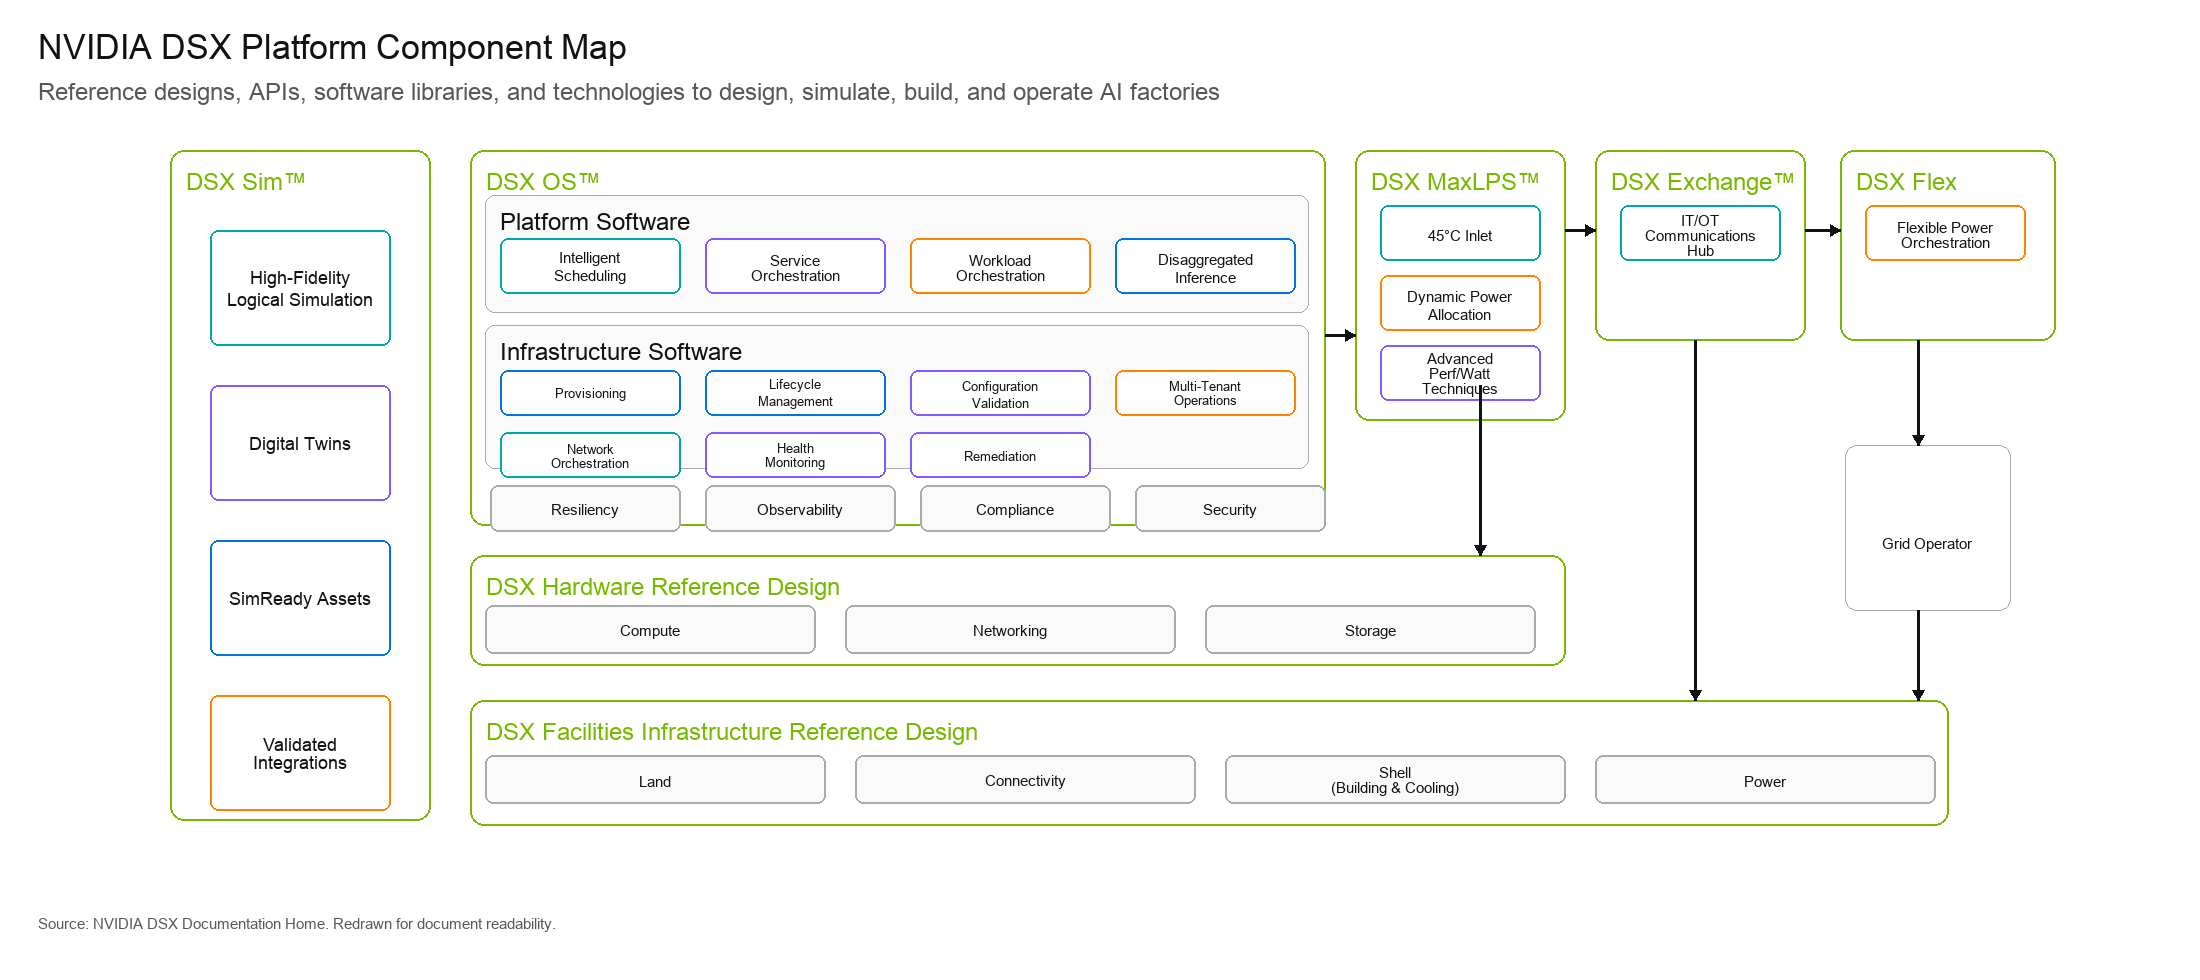 NVIDIA DSX Platform Component Map
Reference designs, APIs, software libraries, and technologies to design, simulate, build, and operate AI factories
DSX Sim™
High-Fidelity
Logical Simulation
Digital Twins
SimReady Assets
Validated
Integrations
DSX OS™
Platform Software
Intelligent
Scheduling
Service
Orchestration
Workload
Orchestration
Disaggregated
Inference
Infrastructure Software
Provisioning
Lifecycle
Management
Configuration
Validation
Multi-Tenant
Operations
Network
Orchestration
Health
Monitoring
Remediation
Resiliency
Observability
Compliance
Security
DSX MaxLPS™
45°C Inlet
Dynamic Power
Allocation
Advanced
Perf/Watt
Techniques
DSX Exchange™
IT/OT
Communications
Hub
DSX Flex
Flexible Power
Orchestration
Grid Operator
DSX Hardware Reference Design
Compute
Networking
Storage
DSX Facilities Infrastructure Reference Design
Land
Connectivity
Shell
(Building & Cooling)
Power
Source: NVIDIA DSX Documentation Home. Redrawn for document readability.